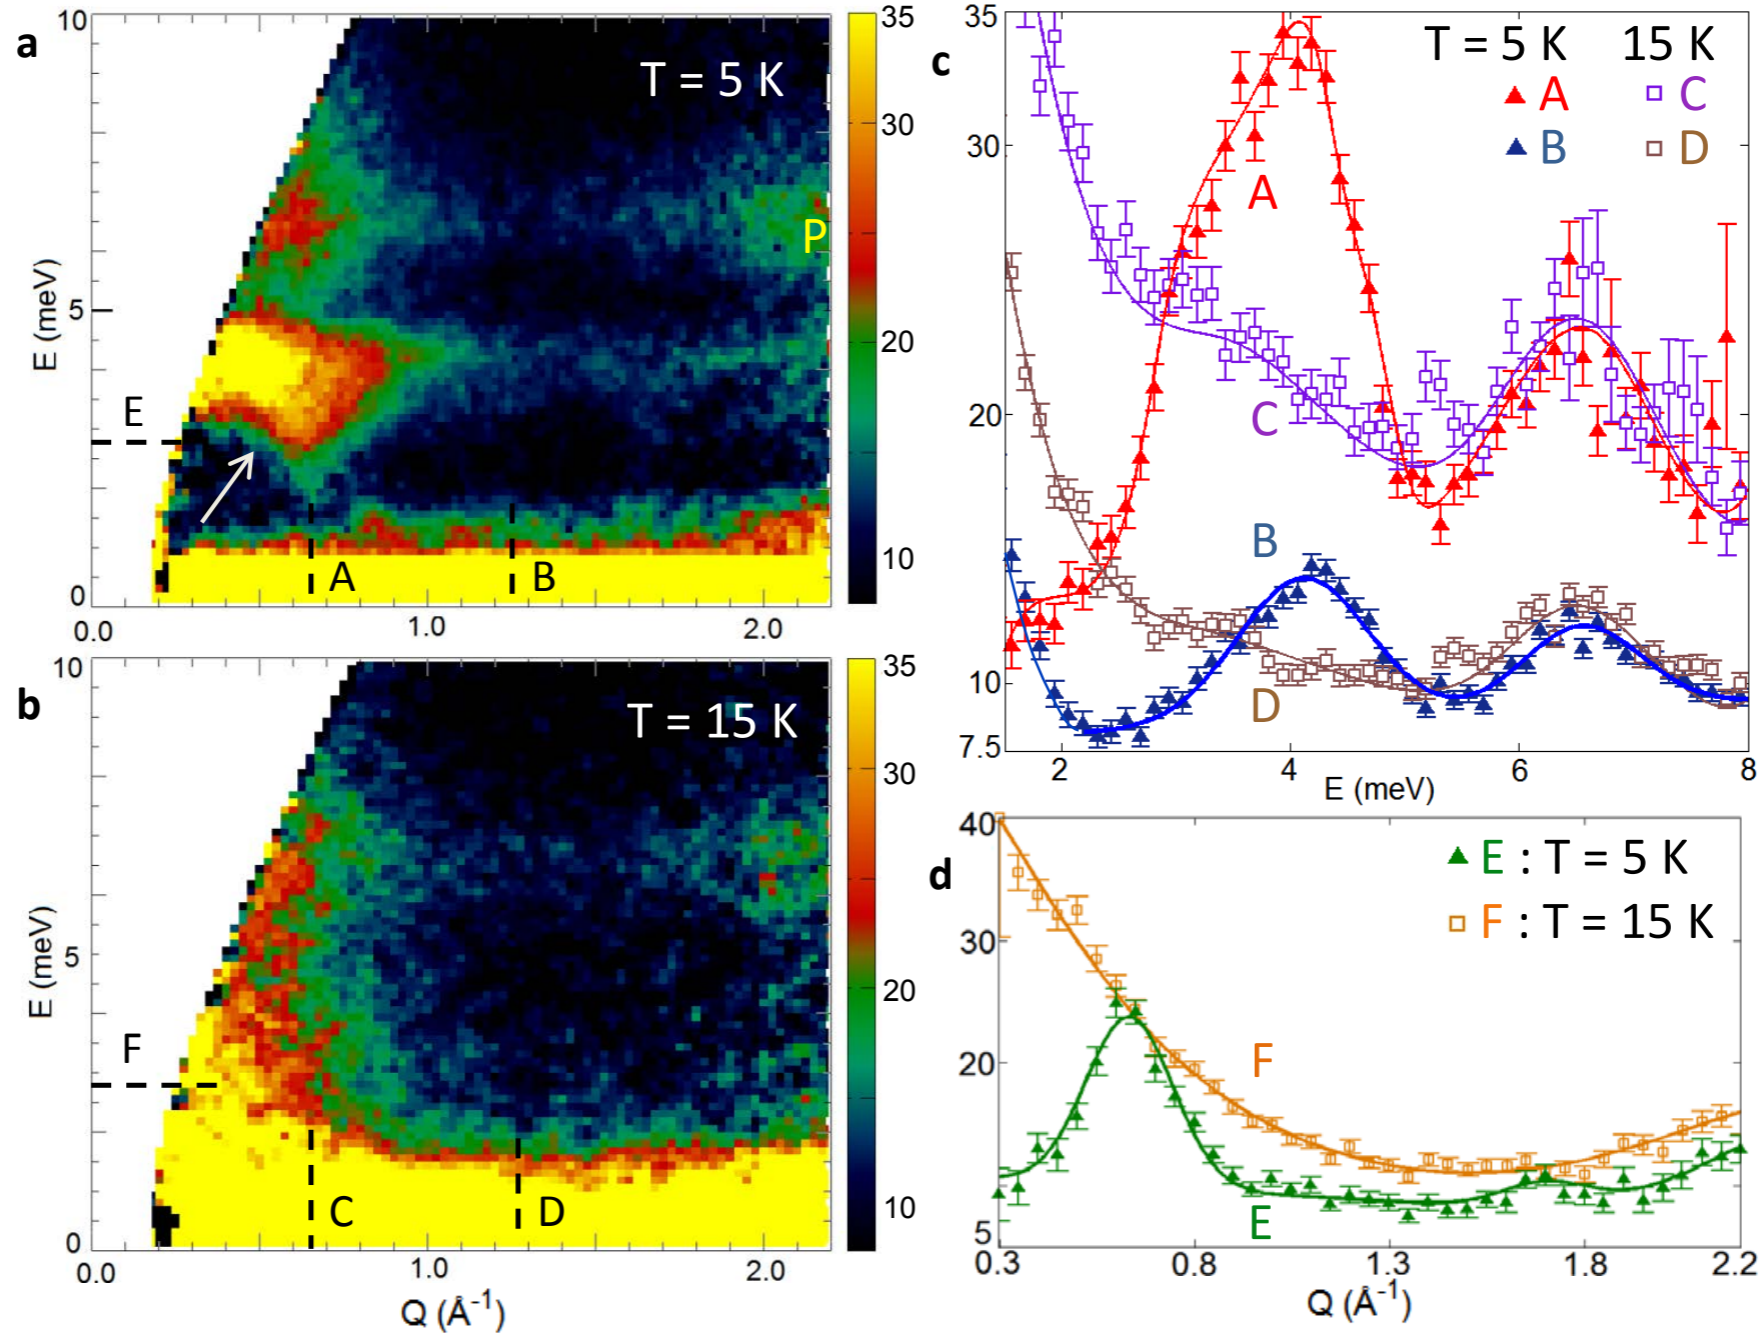 a
T = 5 K
10
5
0
E (meV)
E
A
B
P
0.0
1.0
2.0
35
30
20
10
b
T = 15 K
10
5
0
E (meV)
F
C
D
0.0
1.0
2.0
Q (Å⁻¹)
35
30
20
10
c
T = 5 K 15 K
A C
B D
35
30
20
10
7.5
A
C
B
D
2
4
6
8
E (meV)
d
E : T = 5 K
F : T = 15 K
40
30
20
5
F
E
0.3
0.8
1.3
1.8
2.2
Q (Å⁻¹)